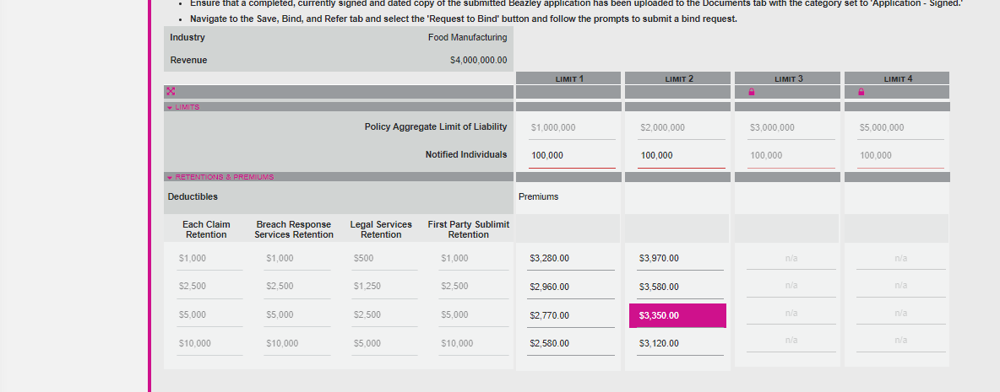 • Ensure that a completed, currently signed and dated copy of the submitted Beazley application has been uploaded to the Documents tab with the category set to 'Application - Signed.'
• Navigate to the Save, Bind, and Refer tab and select the 'Request to Bind' button and follow the prompts to submit a bind request.
Industry Food Manufacturing
Revenue $4,000,000.00
LIMIT 1 LIMIT 2 LIMIT 3 LIMIT 4
LIMITS
Policy Aggregate Limit of Liability $1,000,000 $2,000,000 $3,000,000 $5,000,000
Notified Individuals 100,000 100,000 100,000 100,000
RETENTIONS & PREMIUMS
Deductibles Premiums
Each Claim Breach Response Legal Services First Party Sublimit
Retention Services Retention Retention Retention
$1,000 $1,000 $500 $1,000 $3,280.00 $3,970.00 n/a n/a
$2,500 $2,500 $1,250 $2,500 $2,960.00 $3,580.00 n/a n/a
$5,000 $5,000 $2,500 $5,000 $2,770.00 $3,350.00 n/a n/a
$10,000 $10,000 $5,000 $10,000 $2,580.00 $3,120.00 n/a n/a